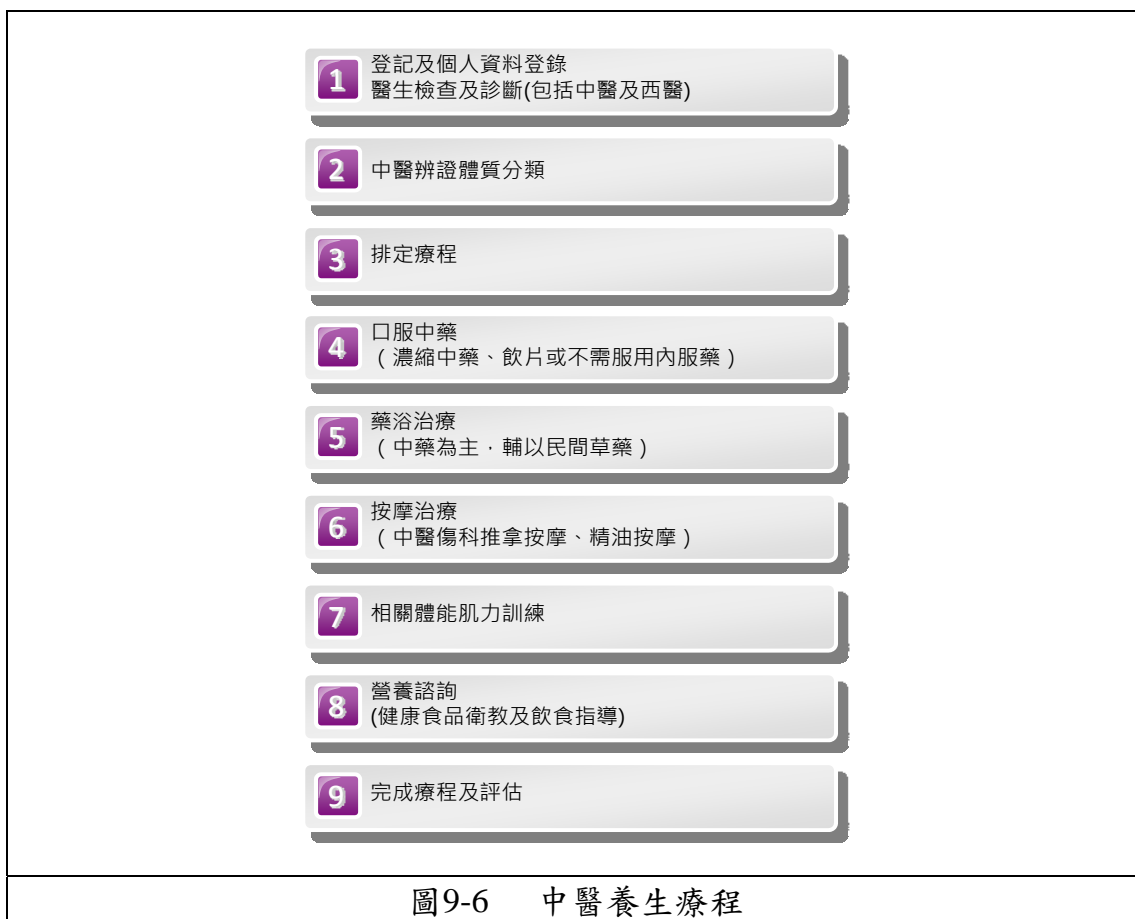 1 登記及個人資料登錄
醫生檢查及診斷(包括中醫及西醫)
2 中醫辨證體質分類
3 排定療程
4 口服中藥
（濃縮中藥、飲片或不需服用內服藥）
5 藥浴治療
（中藥為主，輔以民間草藥）
6 按摩治療
（中醫傷科推拿按摩、精油按摩）
7 相關體能肌力訓練
8 營養諮詢
(健康食品衛教及飲食指導)
9 完成療程及評估
圖9-6 中醫養生療程